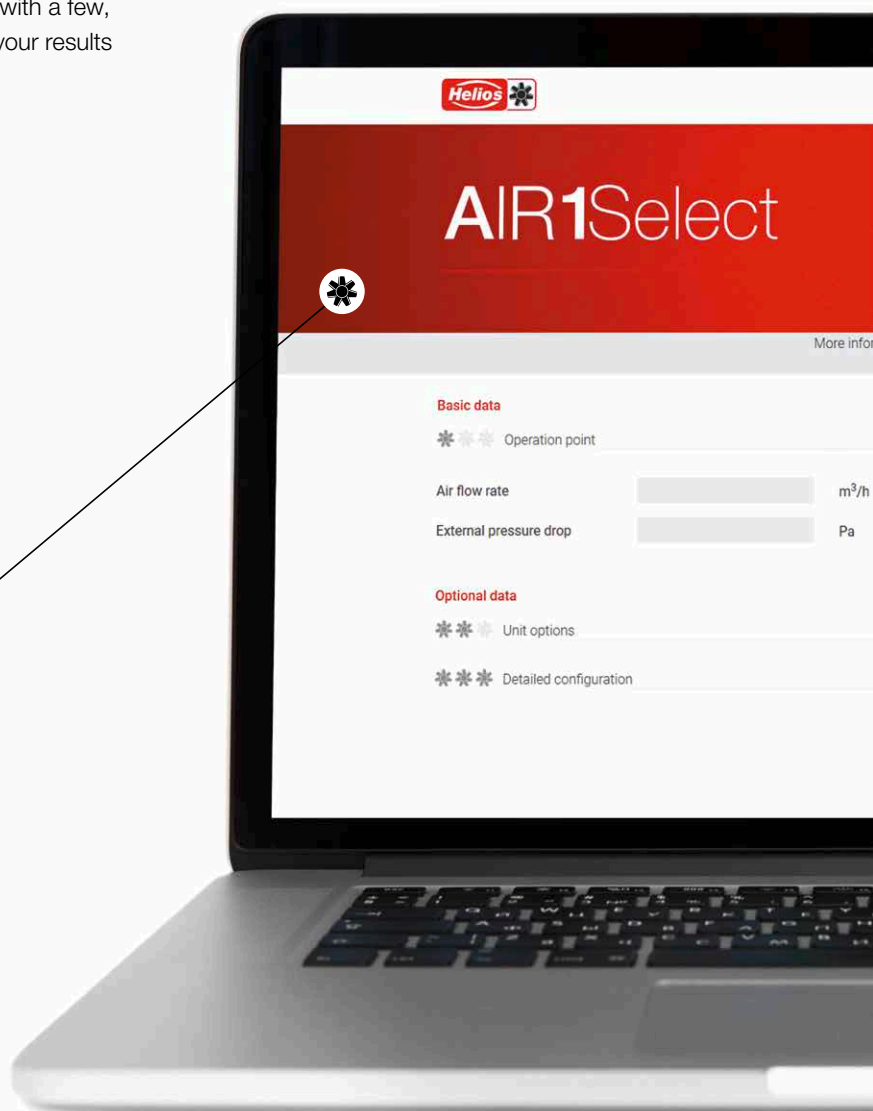 with a few,
your results
Helios
AIR1Select
More infor
Basic data
Operation point
Air flow rate m³/h
External pressure drop Pa
Optional data
Unit options
Detailed configuration